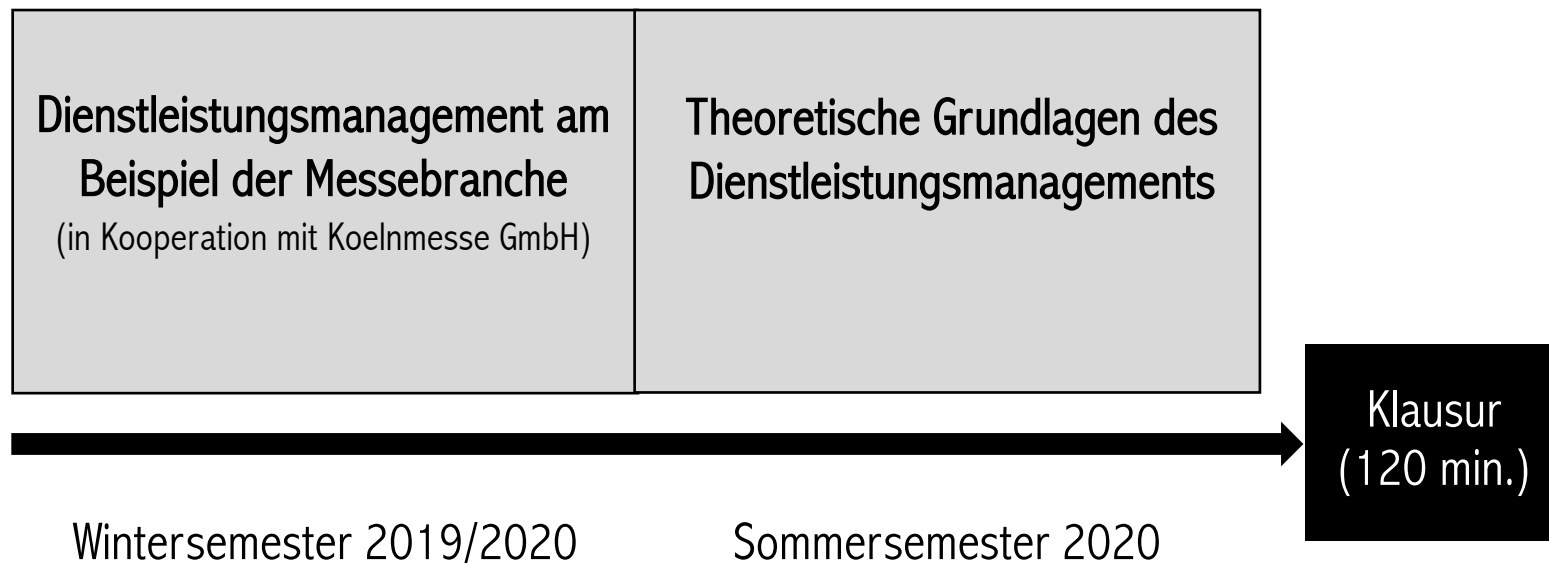 Dienstleistungsmanagement am
Beispiel der Messebranche
(in Kooperation mit Koelnmesse GmbH)
Theoretische Grundlagen des
Dienstleistungsmanagements
Klausur
(120 min.)
Wintersemester 2019/2020
Sommersemester 2020